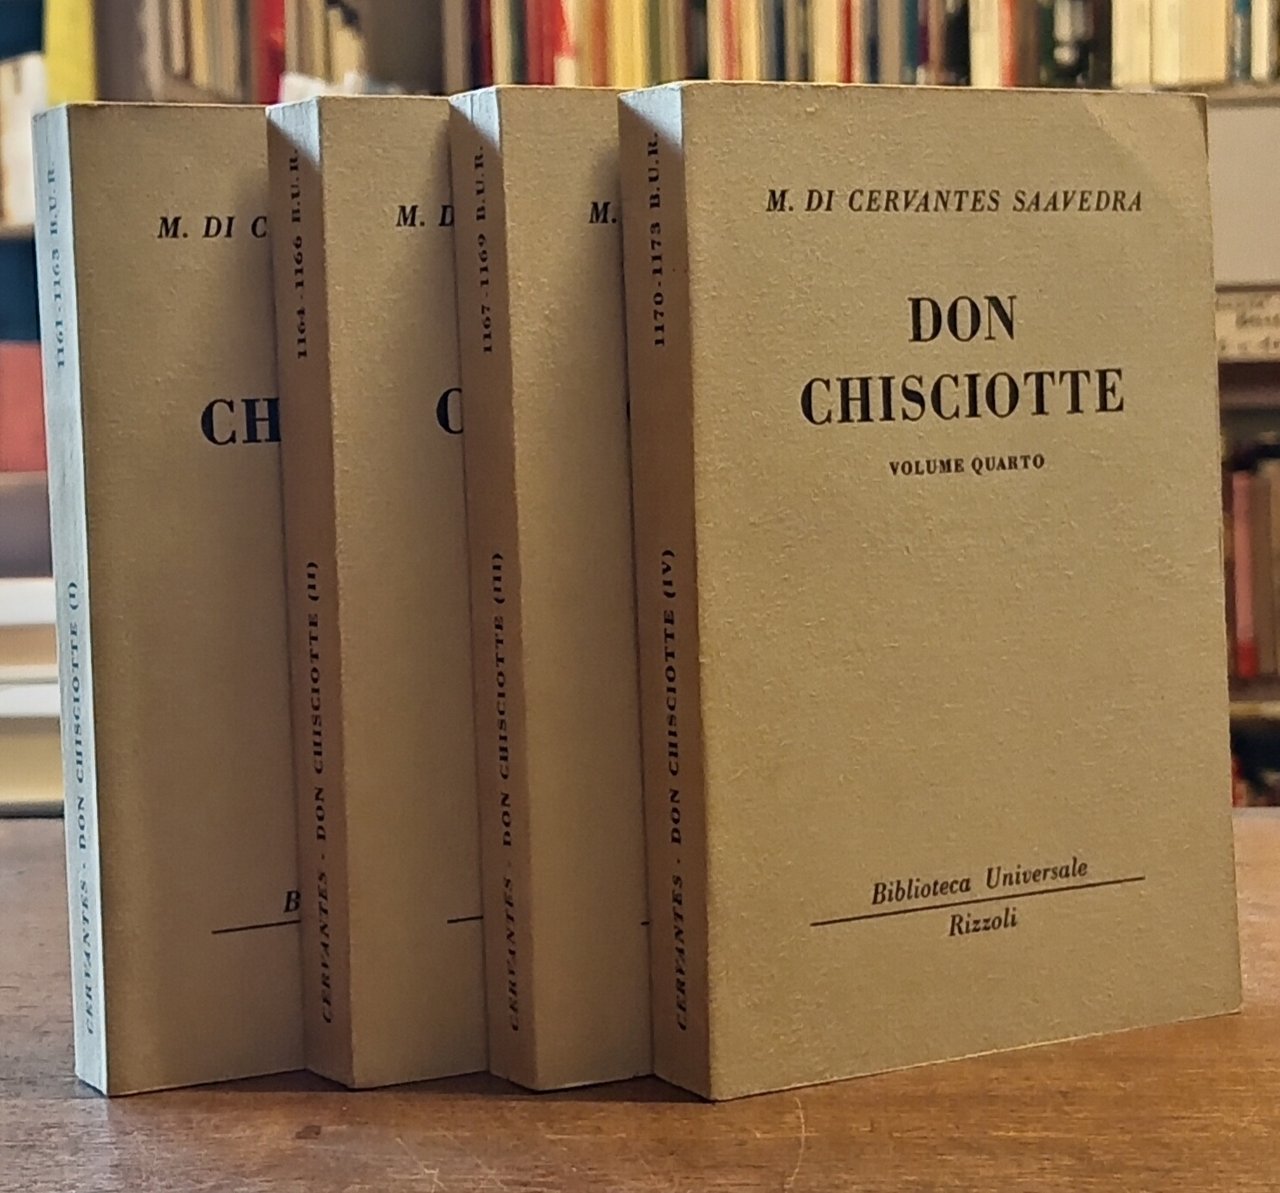 1161-1163 B.U.R.
CERVANTES - DON CHISCIOTTE (I)
M. DI C
CH
B
1164-1166 B.U.R.
CERVANTES - DON CHISCIOTTE (II)
M. D
C
1167-1169 B.U.R.
CERVANTES - DON CHISCIOTTE (III)
M.
1170-1173 B.U.R.
CERVANTES - DON CHISCIOTTE (IV)
M. DI CERVANTES SAAVEDRA
DON
CHISCIOTTE
VOLUME QUARTO
Biblioteca Universale
Rizzoli